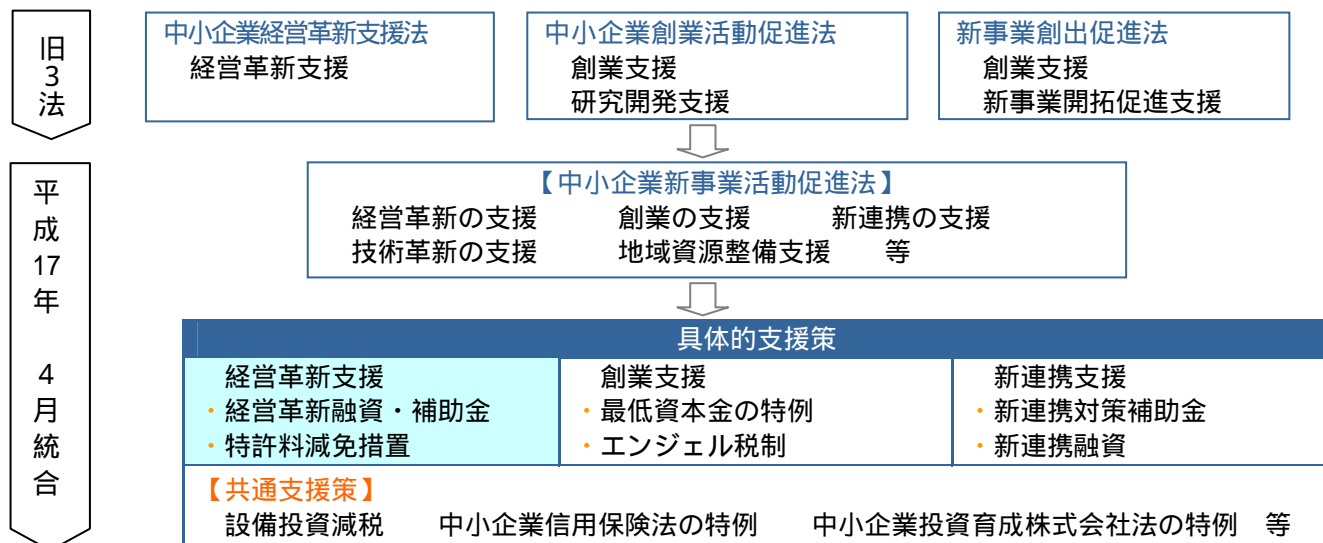 旧3法
中小企業経営革新支援法
経営革新支援
中小企業創業活動促進法
創業支援
研究開発支援
新事業創出促進法
創業支援
新事業開拓促進支援
平成17年 4月統合
【中小企業新事業活動促進法】
経営革新の支援 創業の支援 新連携の支援
技術革新の支援 地域資源整備支援 等
具体的支援策
経営革新支援
・経営革新融資・補助金
・特許料減免措置
創業支援
・最低資本金の特例
・エンジェル税制
新連携支援
・新連携対策補助金
・新連携融資
【共通支援策】
設備投資減税 中小企業信用保険法の特例 中小企業投資育成株式会社法の特例 等